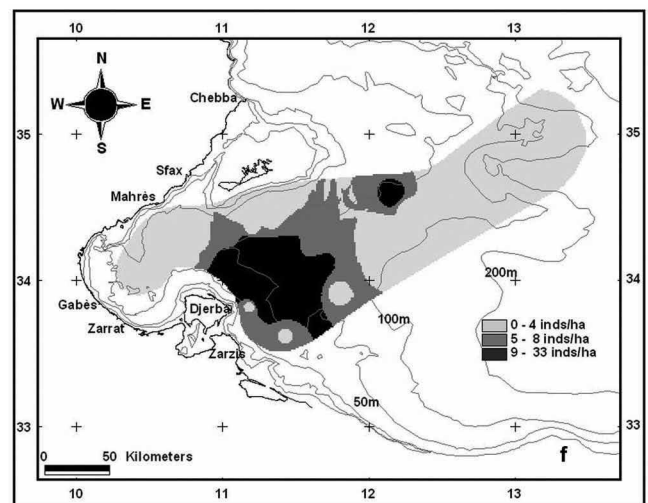 10 11 12 13
N
W E
S
Chebba
35 35
Sfax
Mahrès
34 34
200m
Gabès
Djerba
Zarrat
100m
0 - 4 inds/ha
5 - 8 inds/ha
9 - 33 inds/ha
Zarzis
50m
33 33
f
0 50 Kilometers
10 11 12 13